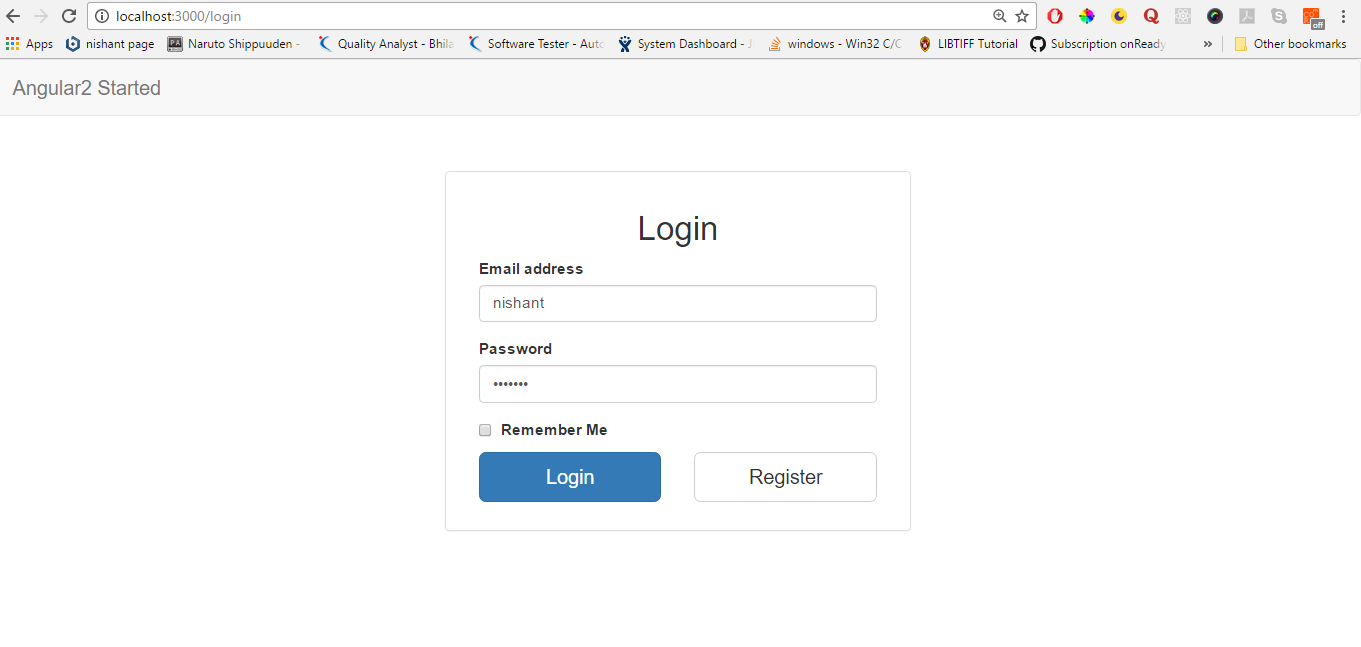 localhost:3000/login
Apps nishant page Naruto Shippuuden - Quality Analyst - Bhila Software Tester - Auto System Dashboard - J windows - Win32 C/C LIBTIFF Tutorial Subscription onReady » Other bookmarks
off
Angular2 Started
Login
Email address
nishant
Password
•••••••
Remember Me
Login Register